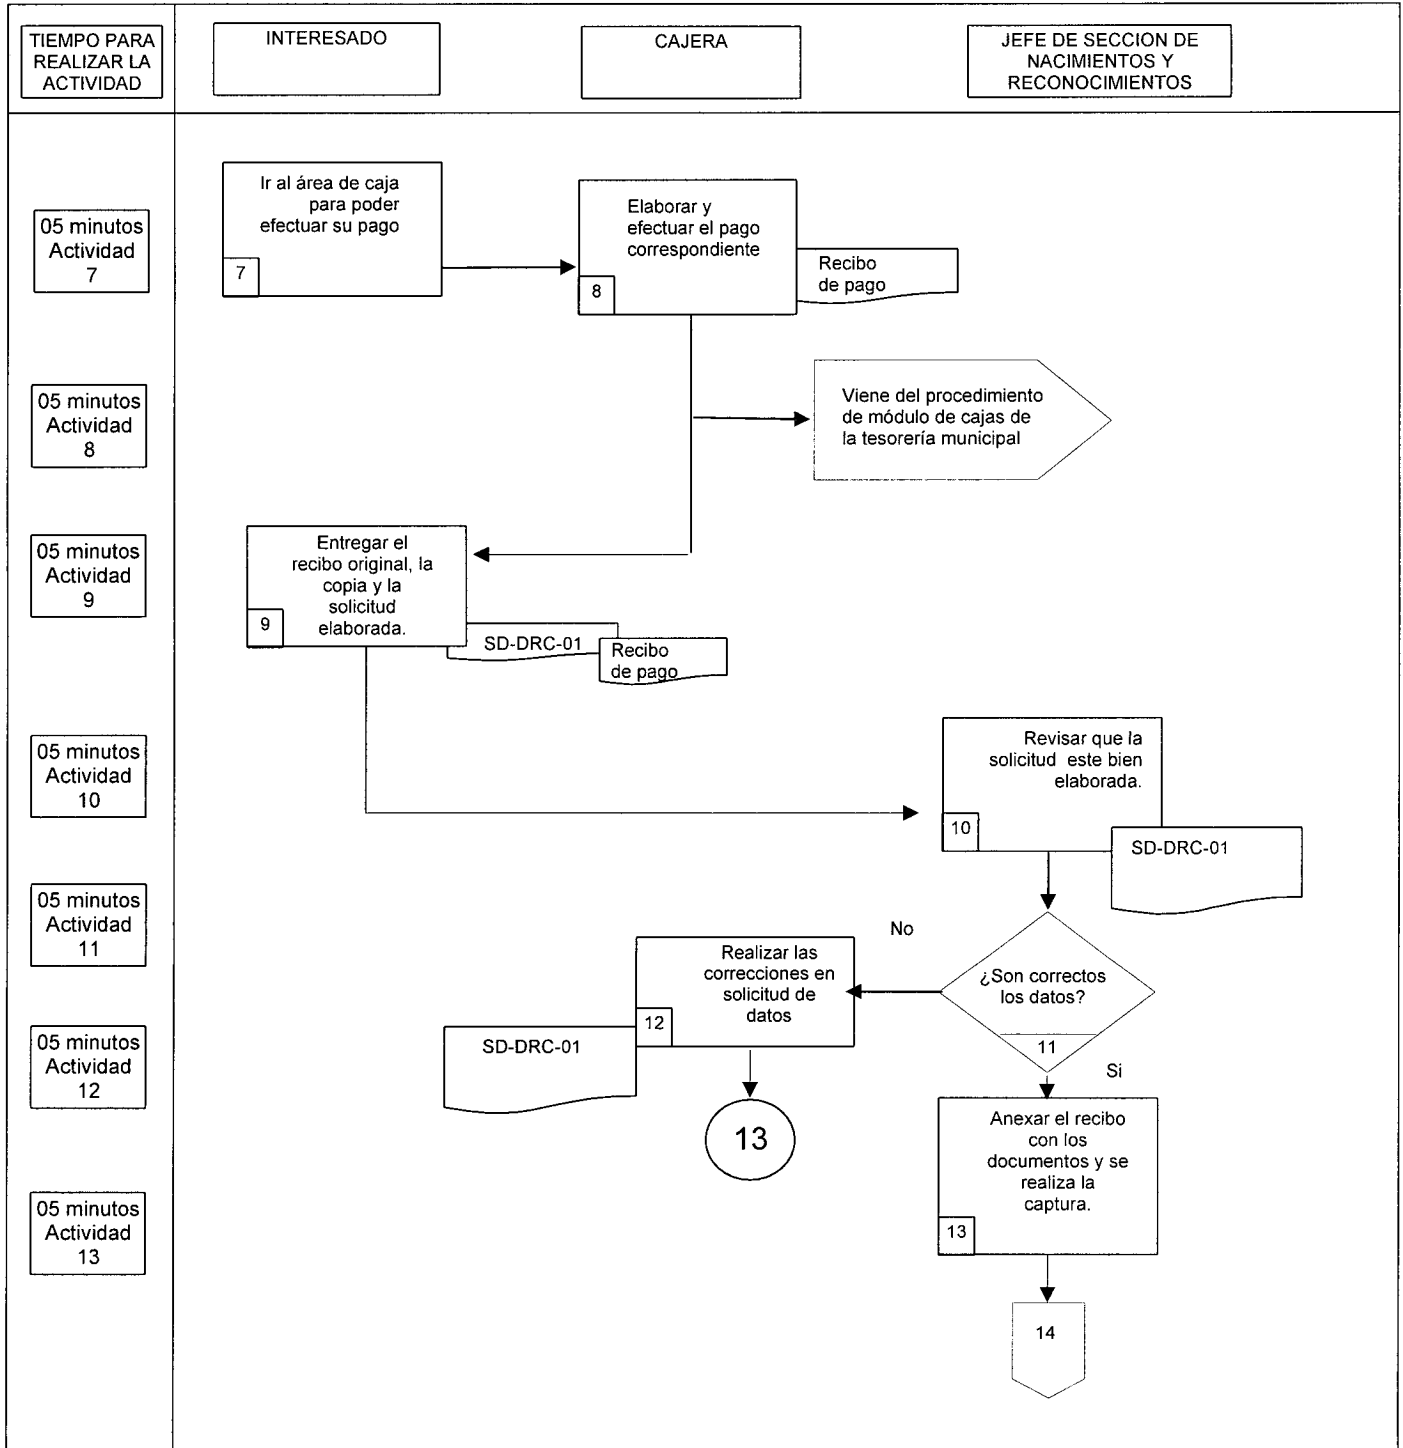 TIEMPO PARA
REALIZAR LA
ACTIVIDAD
INTERESADO
CAJERA
JEFE DE SECCION DE
NACIMIENTOS Y
RECONOCIMIENTOS
05 minutos
Actividad
7
Ir al área de caja
para poder
efectuar su pago
7
Elaborar y
efectuar el pago
correspondiente
8
Recibo
de pago
05 minutos
Actividad
8
Viene del procedimiento
de módulo de cajas de
la tesorería municipal
05 minutos
Actividad
9
Entregar el
recibo original, la
copia y la
solicitud
elaborada.
9
SD-DRC-01
Recibo
de pago
05 minutos
Actividad
10
Revisar que la
solicitud este bien
elaborada.
10
SD-DRC-01
05 minutos
Actividad
11
No
¿Son correctos
los datos?
11
Si
Realizar las
correcciones en
solicitud de
datos
12
SD-DRC-01
05 minutos
Actividad
12
13
Anexar el recibo
con los
documentos y se
realiza la
captura.
13
05 minutos
Actividad
13
14